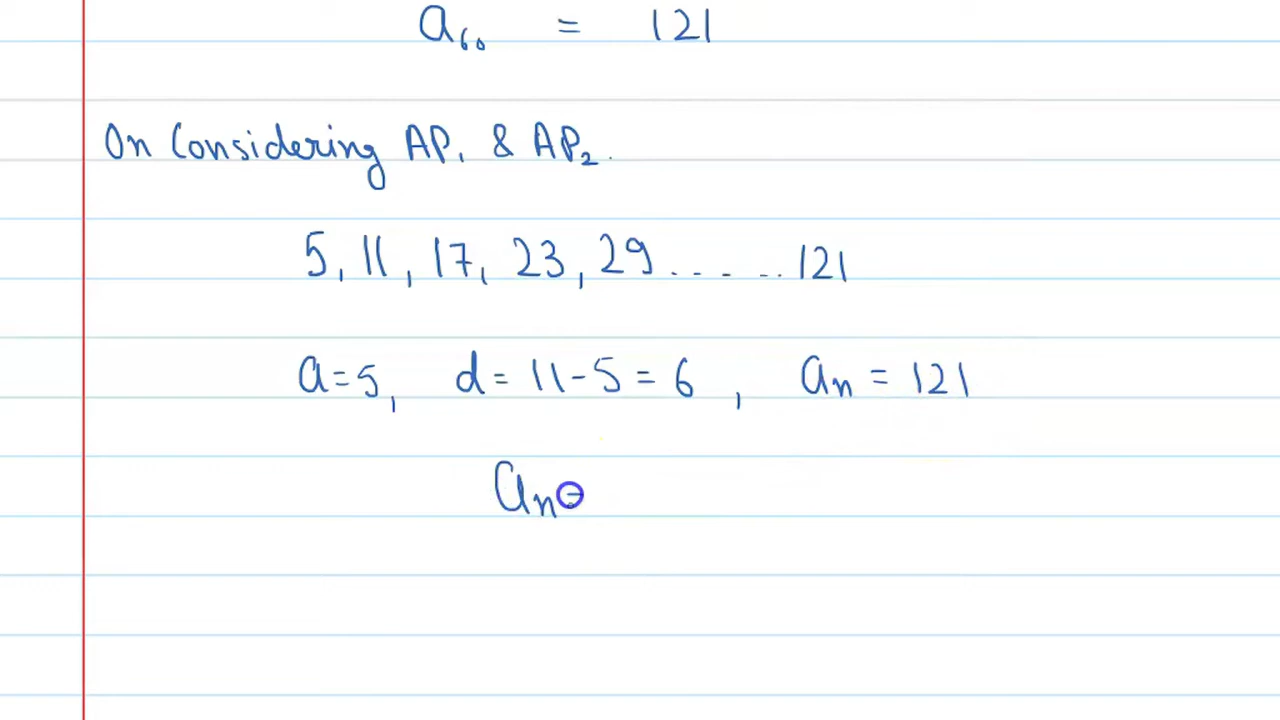 a₆₀ = 121
On Considering AP₁ & AP₂.
5, 11, 17, 23, 29 ...... 121
a=5, d= 11-5 = 6, an = 121
an =